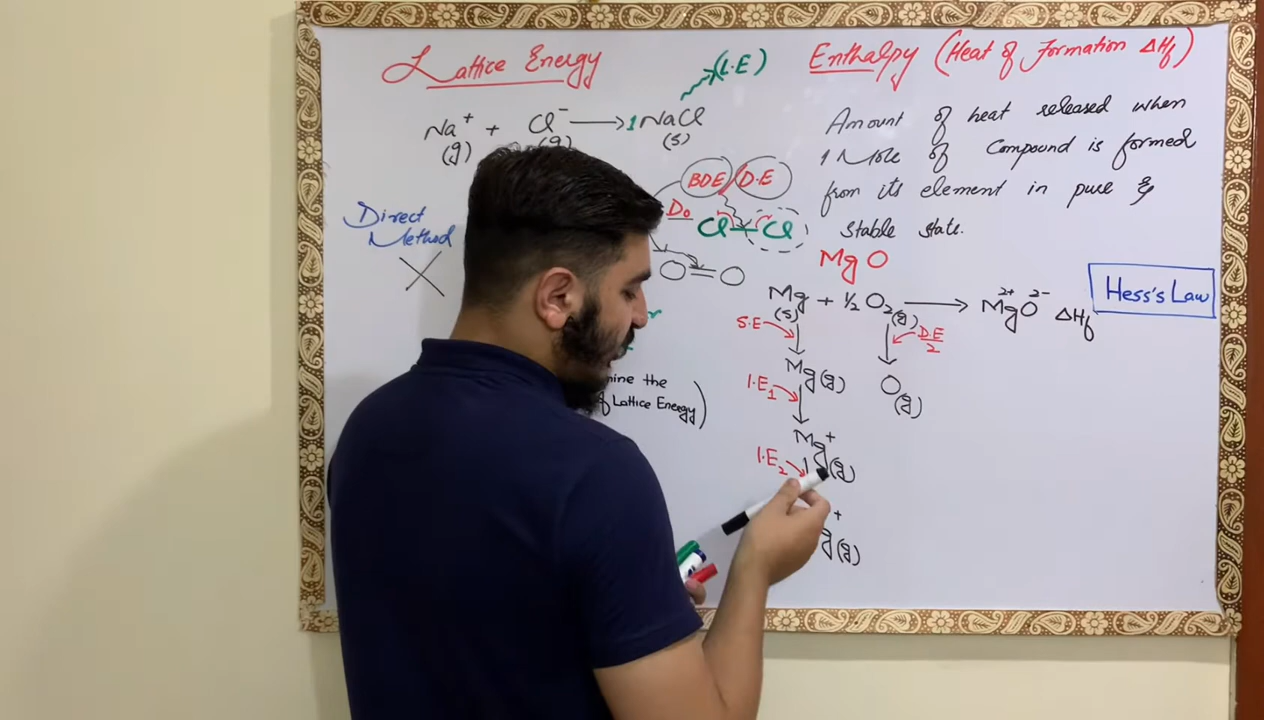 Lattice Energy
(L.E)
Na⁺ + Cl⁻ → 1NaCl
(g) (g) (s)
BDE / D.E
D₀
Cl—Cl
O=O
Direct
Method
the
of Lattice Energy)
Enthalpy (Heat of Formation ΔHf)
Amount of heat released when
1 Mole of Compound is formed
from its element in pure &
stable state.
MgO
Mg + ½ O₂(g) → Mg²⁺O²⁻ ΔHf
(s)
Hess's Law
S.E
D.E/2
Mg(g)
O(g)
I.E₁
Mg⁺(g)
I.E₂
+
g(g)